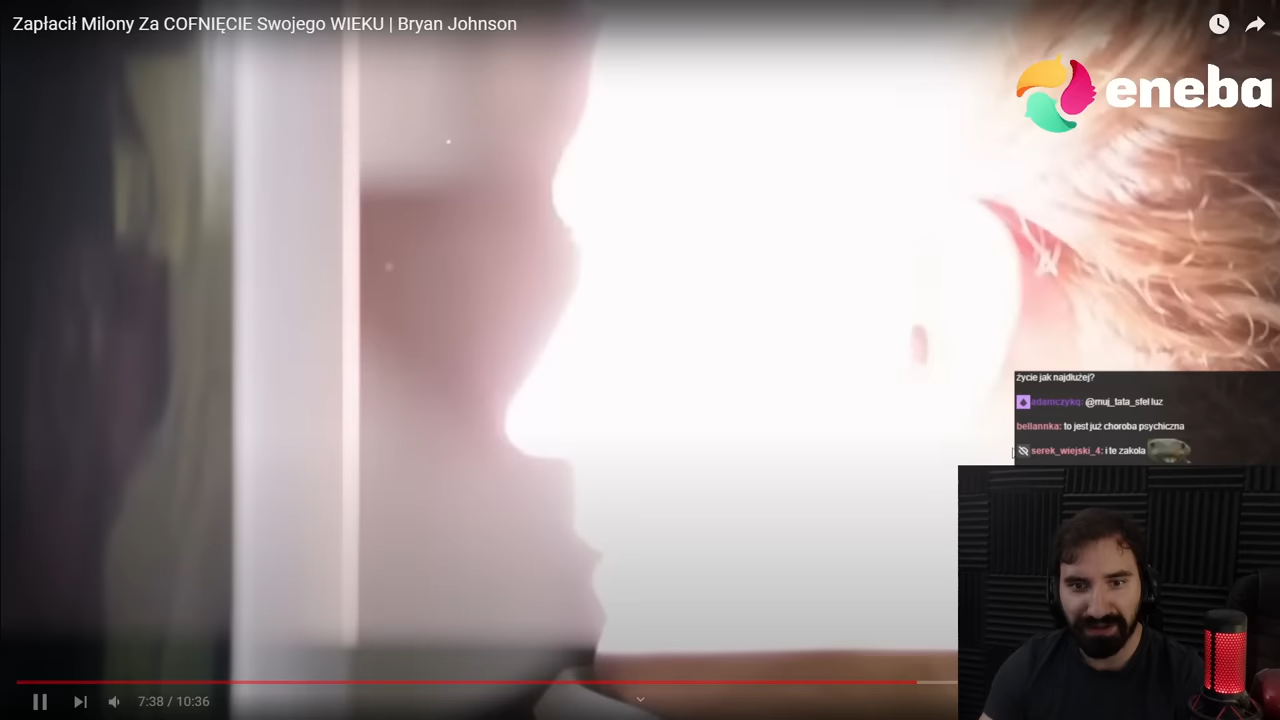 Zapłacił Milony Za COFNIĘCIE Swojego WIEKU | Bryan Johnson
eneba
życie jak najdłużej?
adamczykq: @muj_tata_sfel luz
bellannka: to jest już choroba psychiczna
serek_wiejski_4: i te zakola
7:38 / 10:36